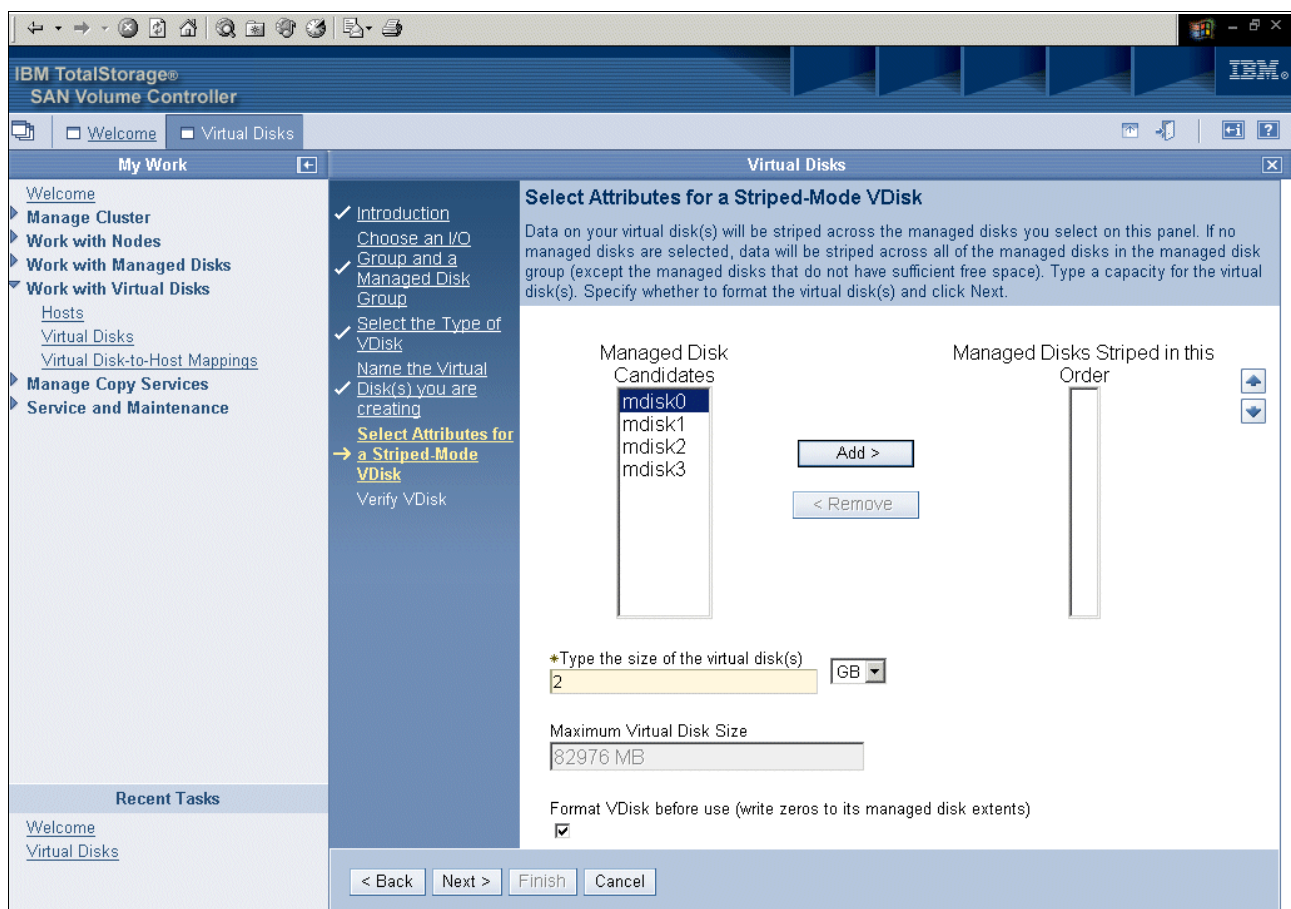 IBM TotalStorage®
SAN Volume Controller
IBM®
Welcome
Virtual Disks
My Work
Virtual Disks
Welcome
Manage Cluster
Work with Nodes
Work with Managed Disks
Work with Virtual Disks
Hosts
Virtual Disks
Virtual Disk-to-Host Mappings
Manage Copy Services
Service and Maintenance
Recent Tasks
Welcome
Virtual Disks
Introduction
Choose an I/O
Group and a
Managed Disk
Group
Select the Type of
VDisk
Name the Virtual
Disk(s) you are
creating
Select Attributes for
a Striped-Mode
VDisk
Verify VDisk
Select Attributes for a Striped-Mode VDisk
Data on your virtual disk(s) will be striped across the managed disks you select on this panel. If no
managed disks are selected, data will be striped across all of the managed disks in the managed disk
group (except the managed disks that do not have sufficient free space). Type a capacity for the virtual
disk(s). Specify whether to format the virtual disk(s) and click Next.
Managed Disk
Candidates
mdisk0
mdisk1
mdisk2
mdisk3
Add >
< Remove
Managed Disks Striped in this
Order
*Type the size of the virtual disk(s)
2
GB
Maximum Virtual Disk Size
82976 MB
Format VDisk before use (write zeros to its managed disk extents)
< Back
Next >
Finish
Cancel